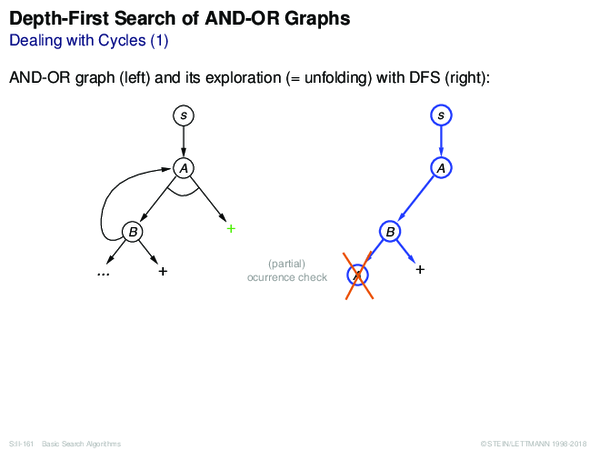 Depth-First Search of AND-OR Graphs
Dealing with Cycles (1)
AND-OR graph (left) and its exploration (= unfolding) with DFS (right):
s
s
A
A
B
+
B
...
+
(partial)
ocurrence check
A
+
S:II-161 Basic Search Algorithms
© STEIN/LETTMANN 1998-2018